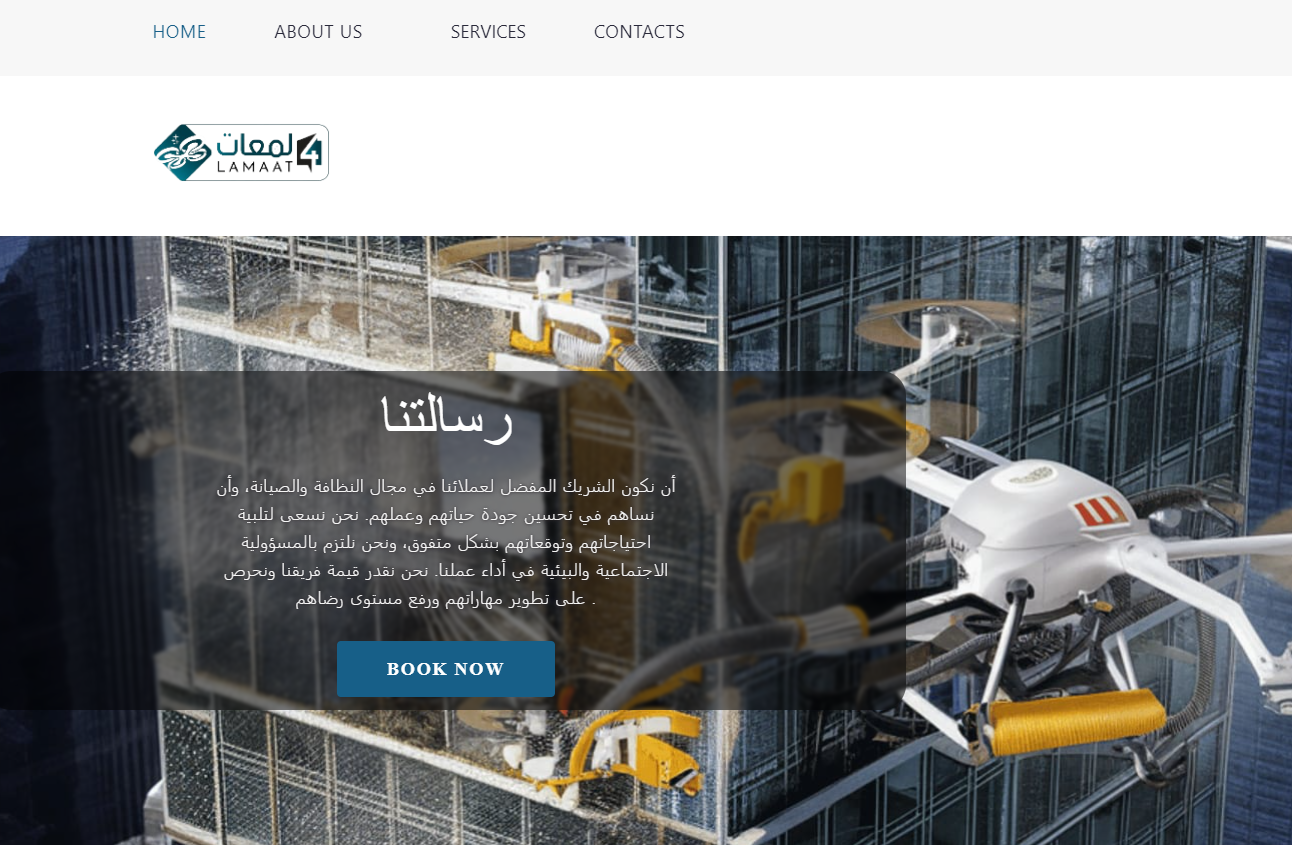 HOME ABOUT US SERVICES CONTACTS
لمعات 4
LAMAAT
رسالتنا
أن نكون الشريك المفضل لعملائنا في مجال النظافة والصيانة، وأن
نساهم في تحسين جودة حياتهم وعملهم. نحن نسعى لتلبية
احتياجاتهم وتوقعاتهم بشكل متفوق، ونحن نلتزم بالمسؤولية
الاجتماعية والبيئية في أداء عملنا. نحن نقدر قيمة فريقنا ونحرص
على تطوير مهاراتهم ورفع مستوى رضاهم .
BOOK NOW